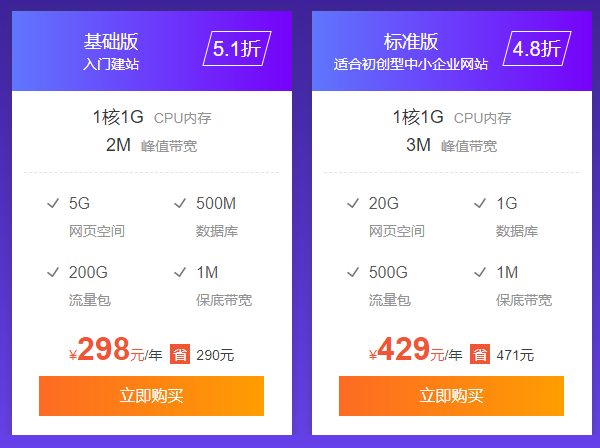 基础版
入门建站
5.1折
1核1G CPU内存
2M 峰值带宽
5G 500M
网页空间 数据库
200G 1M
流量包 保底带宽
¥298元/年 省 290元
立即购买
标准版
适合初创型中小企业网站
4.8折
1核1G CPU内存
3M 峰值带宽
20G 1G
网页空间 数据库
500G 1M
流量包 保底带宽
¥429元/年 省 471元
立即购买